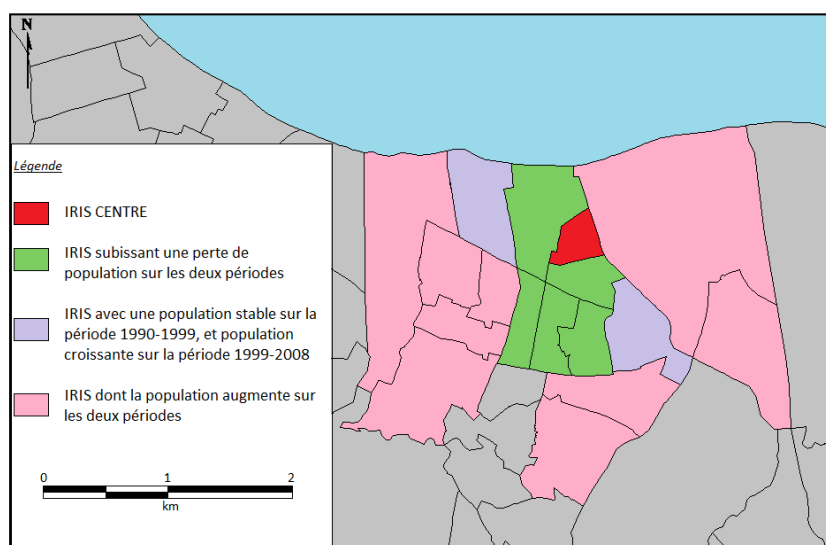 N
Légende
IRIS CENTRE
IRIS subissant une perte de
population sur les deux périodes
IRIS avec une population stable sur la
période 1990-1999, et population
croissante sur la période 1999-2008
IRIS dont la population augmente sur
les deux périodes
0 1 2
km